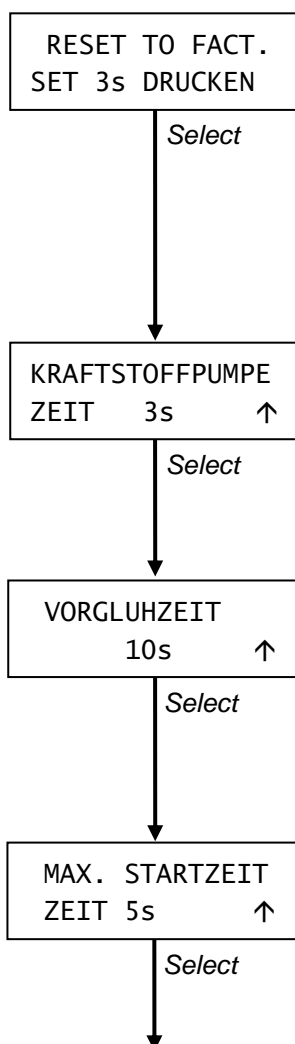 RESET TO FACT.
SET 3s DRUCKEN
Select
KRAFTSTOFFPUMPE
ZEIT 3s ↑
Select
VORGLUHZEIT
10s ↑
Select
MAX. STARTZEIT
ZEIT 5s ↑
Select